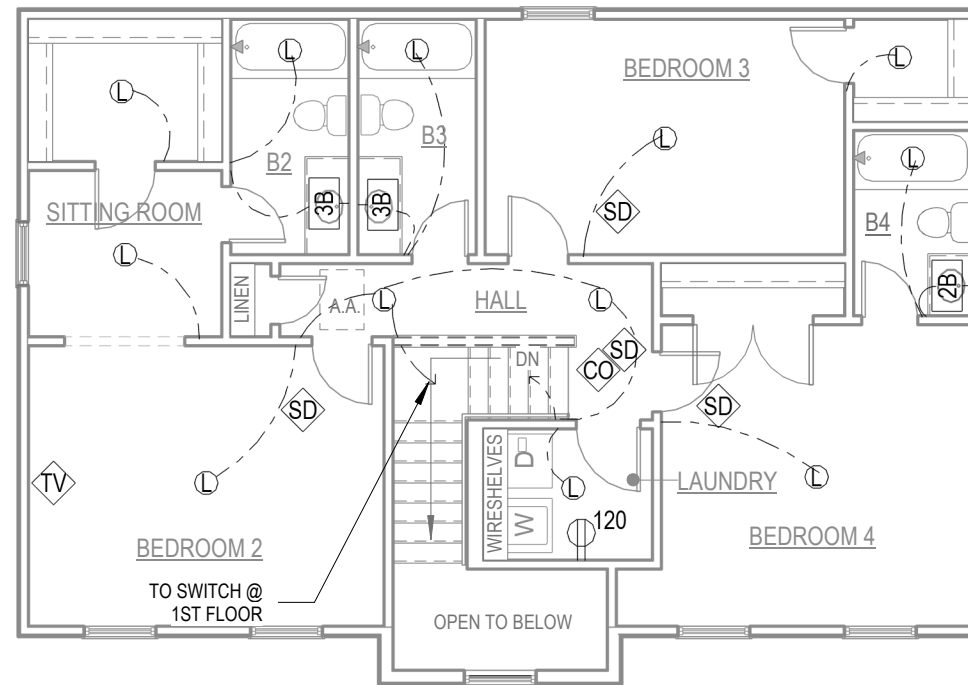 BEDROOM 3
L
L
L
L
L
L
B2
B3
B4
3B
3B
2B
SD
SITTING ROOM
L
LINEN
A.A.
L
HALL
L
DN
SD
CO
SD
SD
L
TV
WIRESHELVES
D
W
L
LAUNDRY
L
120
BEDROOM 2
BEDROOM 4
TO SWITCH @
1ST FLOOR
OPEN TO BELOW